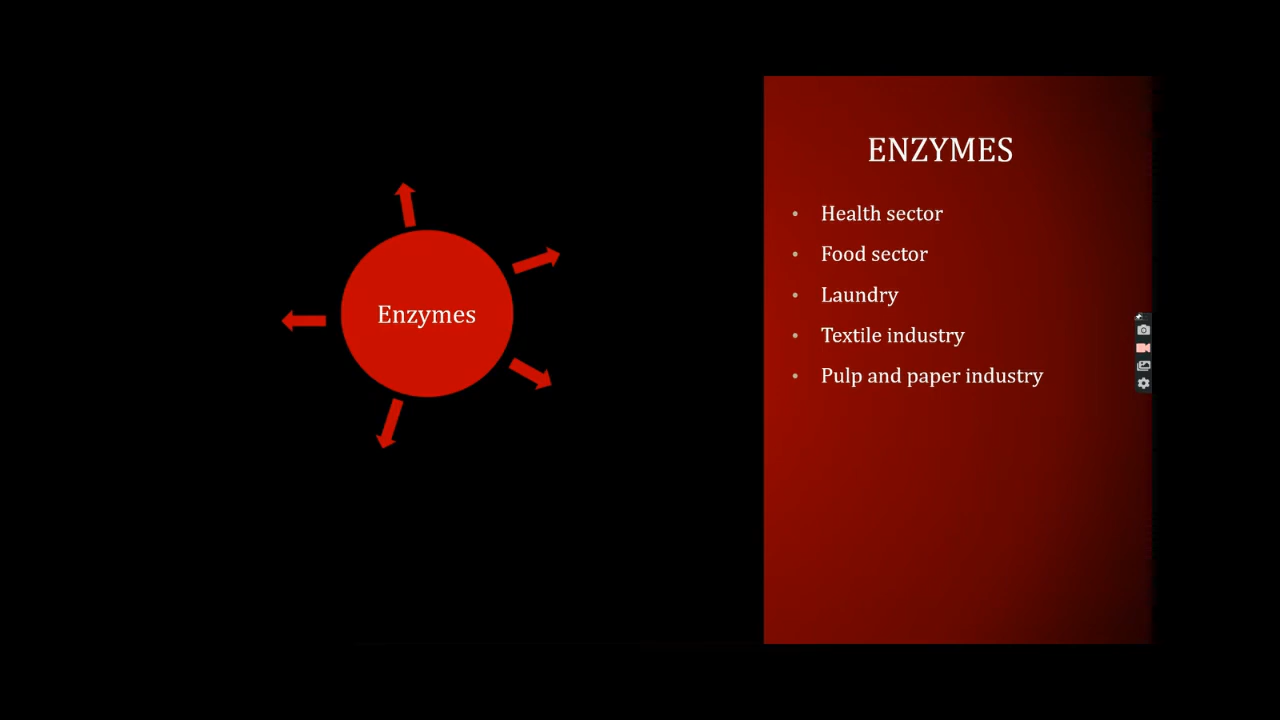 Enzymes
ENZYMES
• Health sector
• Food sector
• Laundry
• Textile industry
• Pulp and paper industry